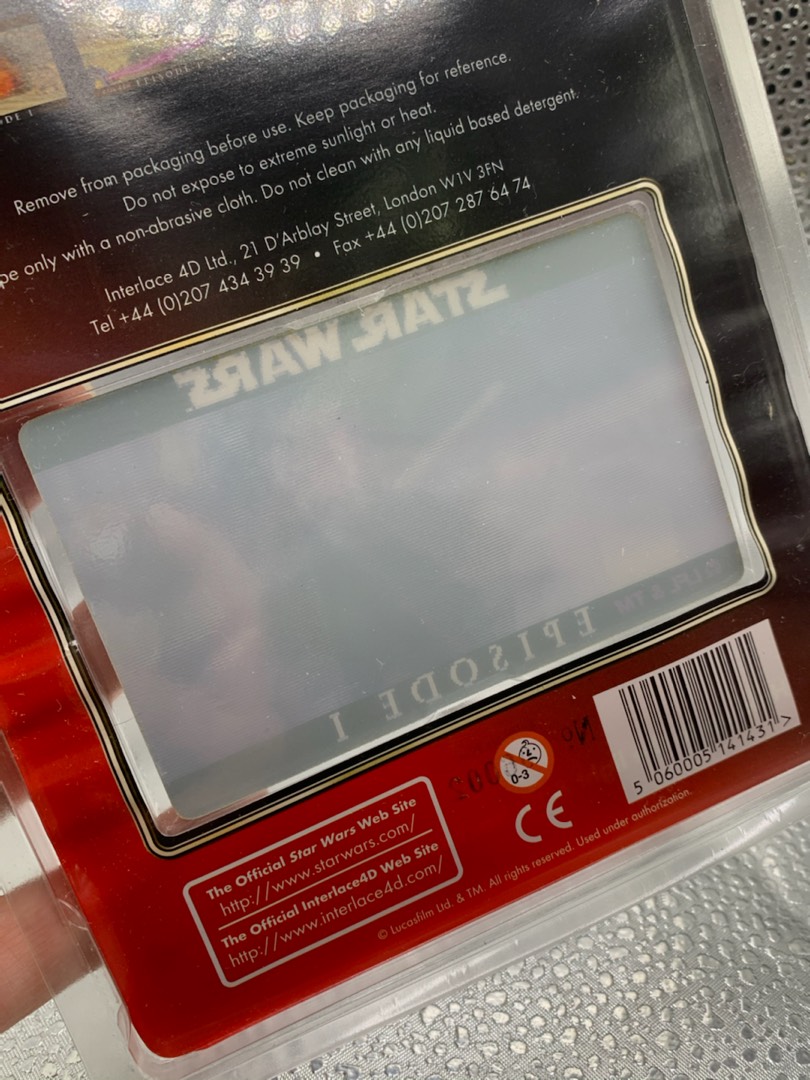 Remove from packaging before use. Keep packaging for reference.
Do not expose to extreme sunlight or heat.
pe only with a non-abrasive cloth. Do not clean with any liquid based detergent.
Interlace 4D Ltd., 21 D'Arblay Street, London W1V 3FN
Tel +44 (0)207 434 39 39 • Fax +44 (0)207 287 64 74
STAR WARS
EPISODE I
5 060005 141431 >
No
0-3
CE
The Official Star Wars Web Site
http://www.starwars.com/
The Official Interlace4D Web Site
http://www.interlace4d.com/
© Lucasfilm Ltd. & TM. All rights reserved. Used under authorization.